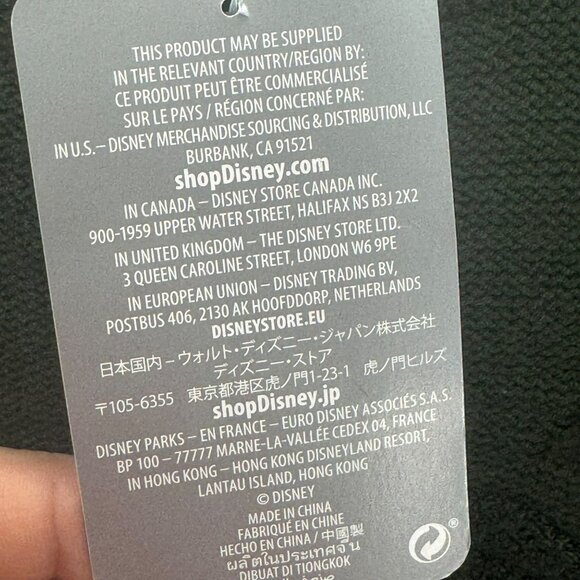 THIS PRODUCT MAY BE SUPPLIED
IN THE RELEVANT COUNTRY/REGION BY:
CE PRODUIT PEUT ÊTRE COMMERCIALISÉ
SUR LE PAYS / RÉGION CONCERNÉ PAR:
IN U.S.– DISNEY MERCHANDISE SOURCING & DISTRIBUTION, LLC
BURBANK, CA 91521
shopDisney.com
IN CANADA – DISNEY STORE CANADA INC.
900-1959 UPPER WATER STREET, HALIFAX NS B3J 2X2
IN UNITED KINGDOM – THE DISNEY STORE LTD.
3 QUEEN CAROLINE STREET, LONDON W6 9PE
IN EUROPEAN UNION – DISNEY TRADING BV,
POSTBUS 406, 2130 AK HOOFDDORP, NETHERLANDS
DISNEYSTORE.EU
日本国内－ウォルト・ディズニー・ジャパン株式会社
ディズニー・ストア
〒105-6355 東京都港区虎ノ門1-23-1 虎ノ門ヒルズ
shopDisney.jp
DISNEY PARKS – EN FRANCE – EURO DISNEY ASSOCIÉS S.A.S.
BP 100 – 77777 MARNE-LA-VALLÉE CEDEX 04, FRANCE
IN HONG KONG – HONG KONG DISNEYLAND RESORT,
LANTAU ISLAND, HONG KONG
© DISNEY
MADE IN CHINA
FABRIQUÉ EN CHINE
HECHO EN CHINA / 中國製
ผลิตในประเทศจีน
DIBUAT DI TIONGKOK
®